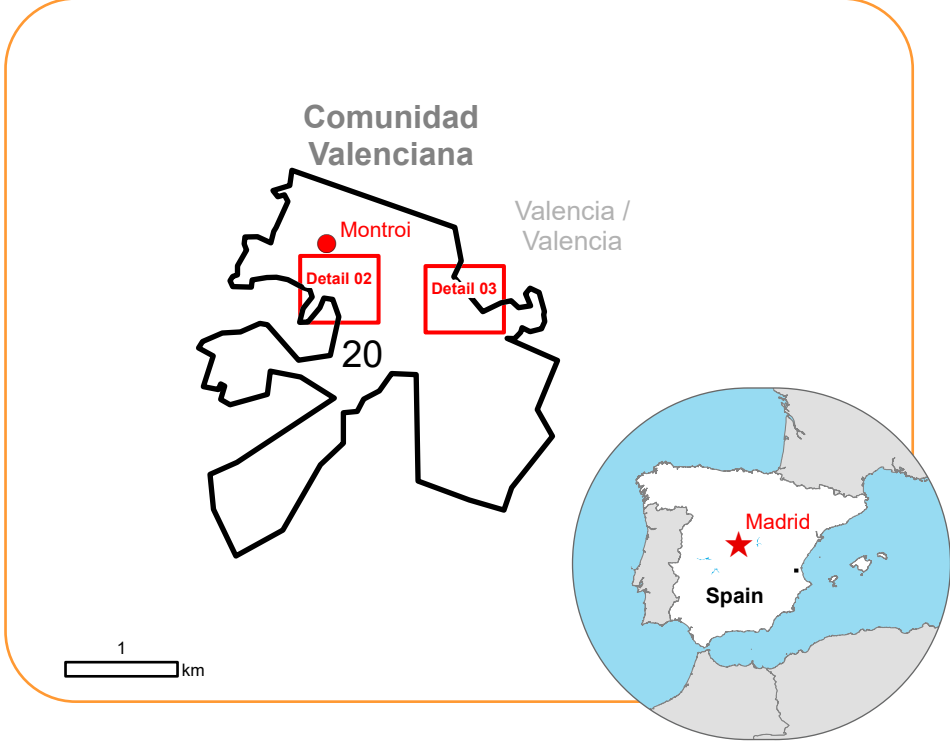 Comunidad
Valenciana
Valencia /
Valencia
Montroi
Detail 02
Detail 03
20
Madrid
Spain
1
km